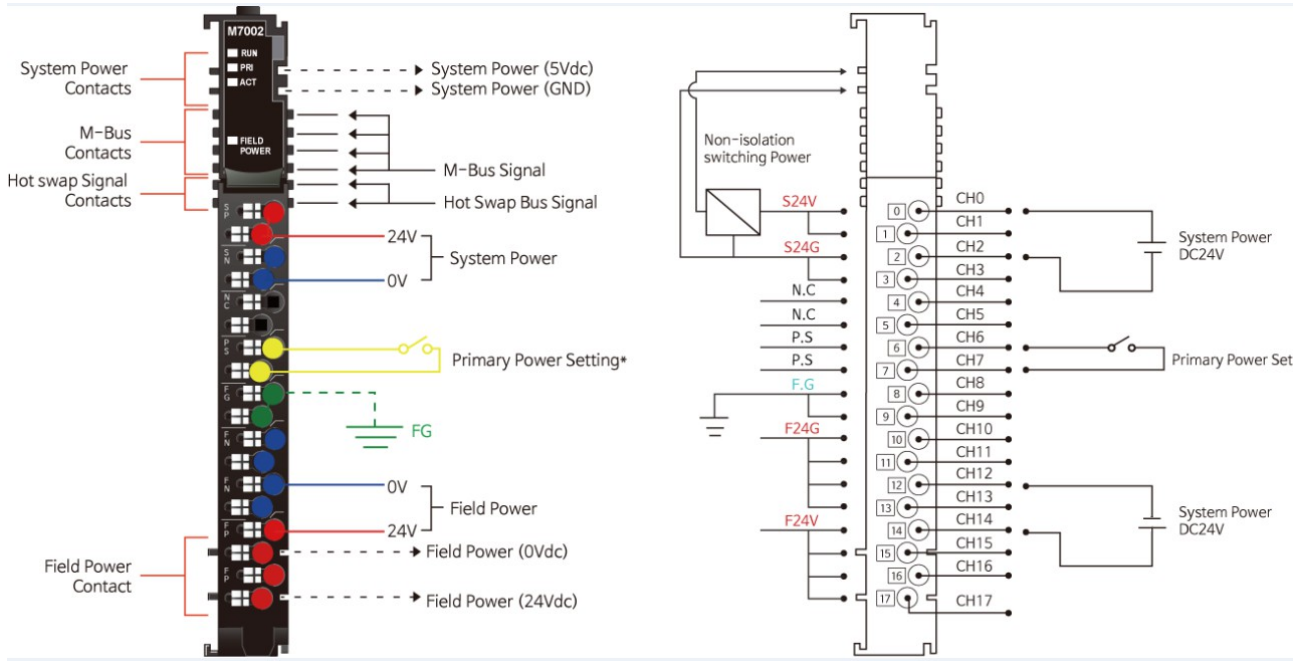 M7002
RUN
PRI
ACT
FIELD
POWER
System Power
Contacts
M-Bus
Contacts
Hot swap Signal
Contacts
System Power (5Vdc)
System Power (GND)
M-Bus Signal
Hot Swap Bus Signal
S
P
S
N
N
C
P
S
F
G
F
N
F
N
F
P
F
P
24V
0V
System Power
Primary Power Setting*
FG
0V
24V
Field Power
Field Power (0Vdc)
Field Power (24Vdc)
Field Power
Contact
Non-isolation
switching Power
S24V
S24G
N.C
N.C
P.S
P.S
F.G
F24G
F24V
0 CH0
1 CH1
2 CH2
3 CH3
4 CH4
5 CH5
6 CH6
7 CH7
8 CH8
9 CH9
10 CH10
11 CH11
12 CH12
13 CH13
14 CH14
15 CH15
16 CH16
17 CH17
System Power
DC24V
Primary Power Set
System Power
DC24V